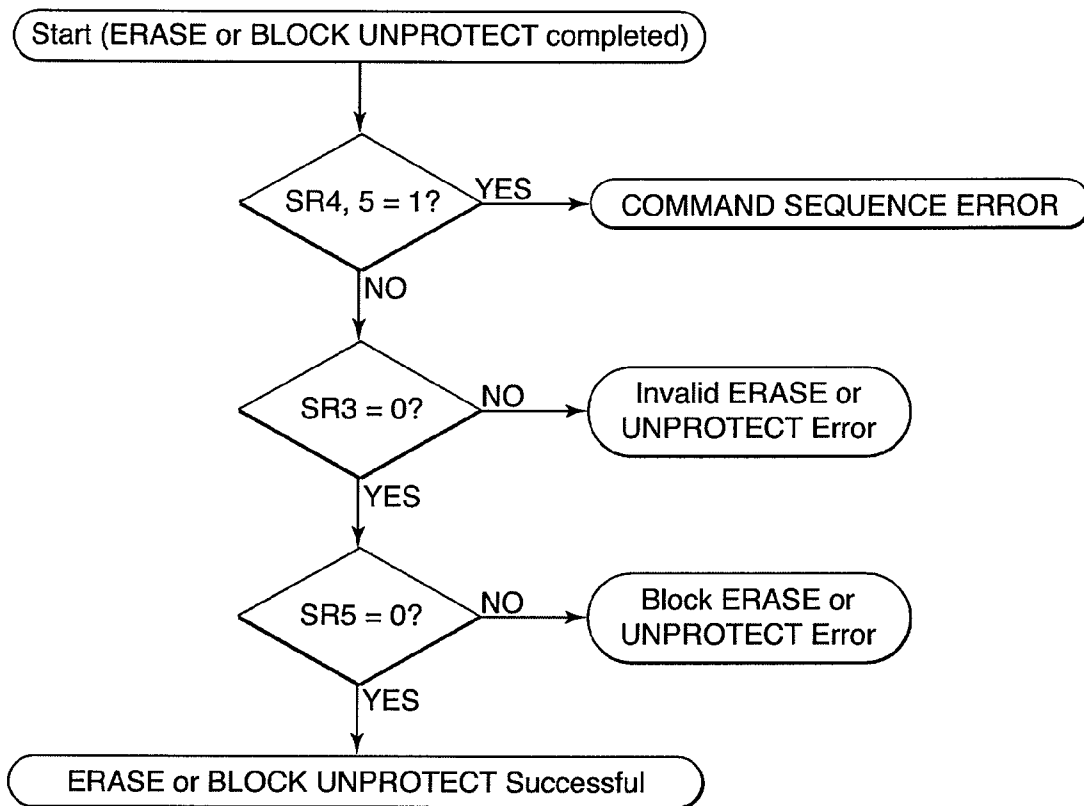 Start (ERASE or BLOCK UNPROTECT completed)
SR4, 5 = 1?
YES
COMMAND SEQUENCE ERROR
NO
SR3 = 0?
NO
Invalid ERASE or
UNPROTECT Error
YES
SR5 = 0?
NO
Block ERASE or
UNPROTECT Error
YES
ERASE or BLOCK UNPROTECT Successful